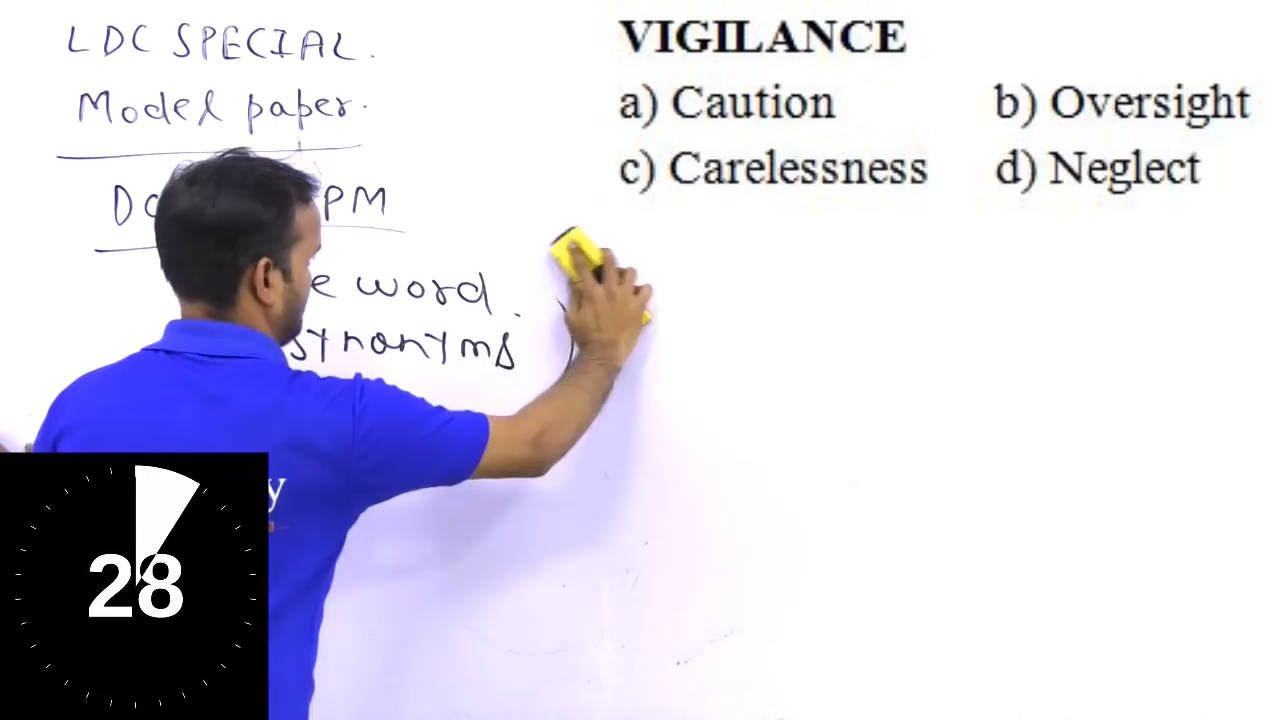 LDC SPECIAL.
Model paper.
PM
word.
synonyms
VIGILANCE
a) Caution b) Oversight
c) Carelessness d) Neglect
28
y